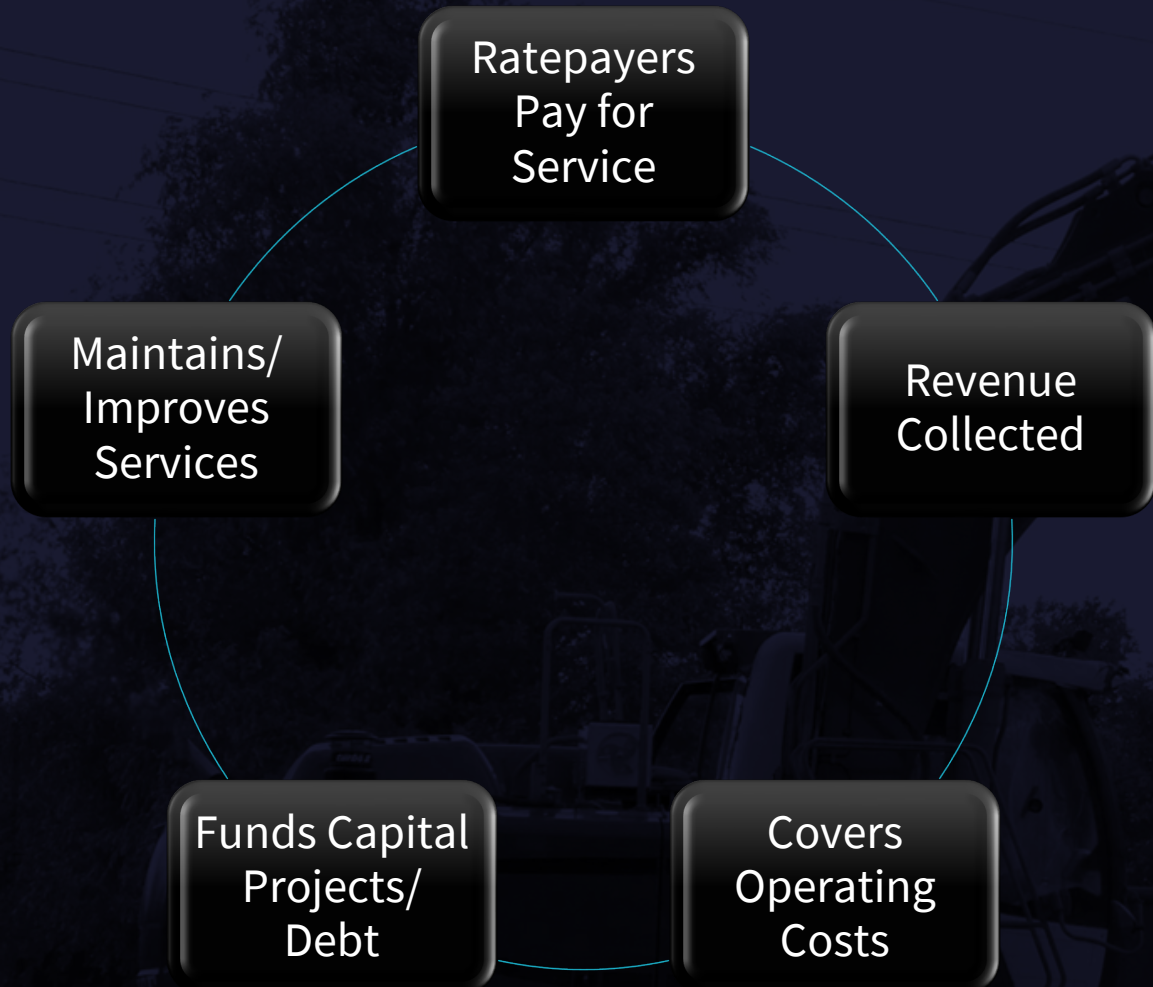 Ratepayers
Pay for
Service
Revenue
Collected
Covers
Operating
Costs
Funds Capital
Projects/
Debt
Maintains/
Improves
Services